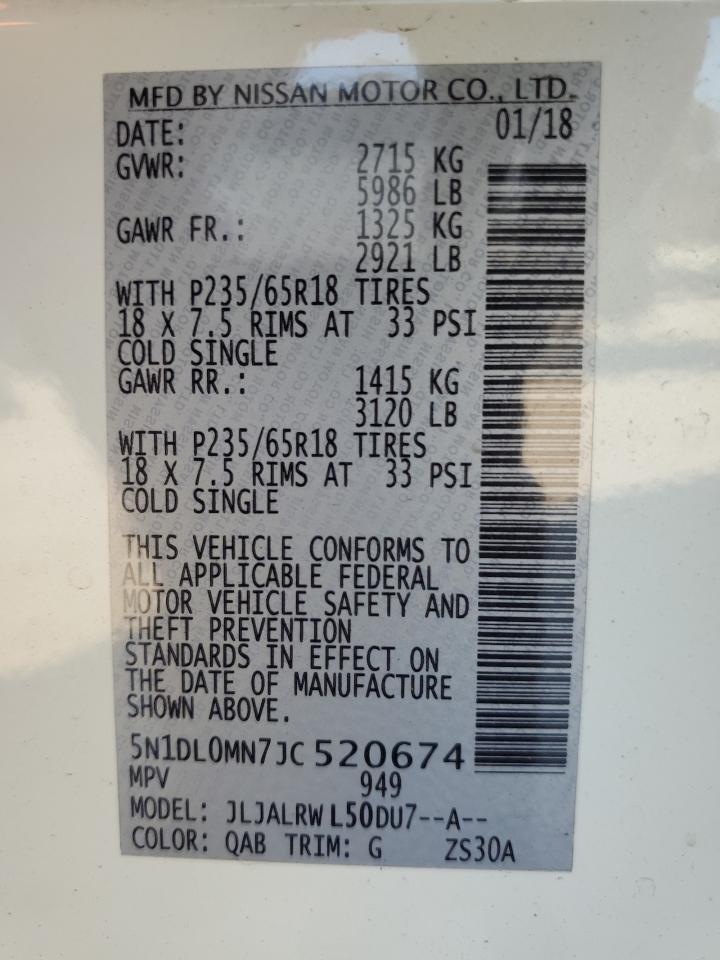 MFD BY NISSAN MOTOR CO., LTD.
DATE: 01/18
GVWR: 2715 KG
5986 LB
GAWR FR.: 1325 KG
2921 LB
WITH P235/65R18 TIRES
18 X 7.5 RIMS AT 33 PSI
COLD SINGLE
GAWR RR.: 1415 KG
3120 LB
WITH P235/65R18 TIRES
18 X 7.5 RIMS AT 33 PSI
COLD SINGLE
THIS VEHICLE CONFORMS TO
ALL APPLICABLE FEDERAL
MOTOR VEHICLE SAFETY AND
THEFT PREVENTION
STANDARDS IN EFFECT ON
THE DATE OF MANUFACTURE
SHOWN ABOVE.
5N1DL0MN7JC 520674
MPV 949
MODEL: JLJALRW L50DU7--A--
COLOR: QAB TRIM: G ZS30A